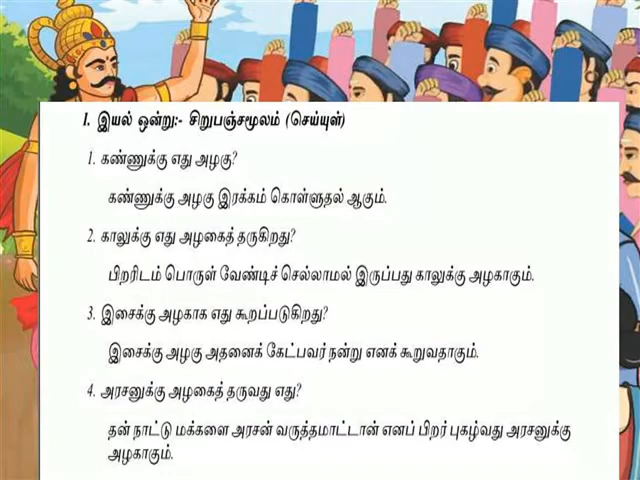 I. இயல் ஒன்று:- சிறுபஞ்சமூலம் (செய்யுள்)
1. கண்ணுக்கு எது அழகு?
கண்ணுக்கு அழகு இரக்கம் கொள்ளுதல் ஆகும்.
2. காலுக்கு எது அழகைத் தருகிறது?
பிறரிடம் பொருள் வேண்டிச் செல்லாமல் இருப்பது காலுக்கு அழகாகும்.
3. இசைக்கு அழகாக எது கூறப்படுகிறது?
இசைக்கு அழகு அதனைக் கேட்பவர் நன்று எனக் கூறுவதாகும்.
4. அரசனுக்கு அழகைத் தருவது எது?
தன் நாட்டு மக்களை அரசன் வருத்தமாட்டான் எனப் பிறர் புகழ்வது அரசனுக்கு
அழகாகும்.